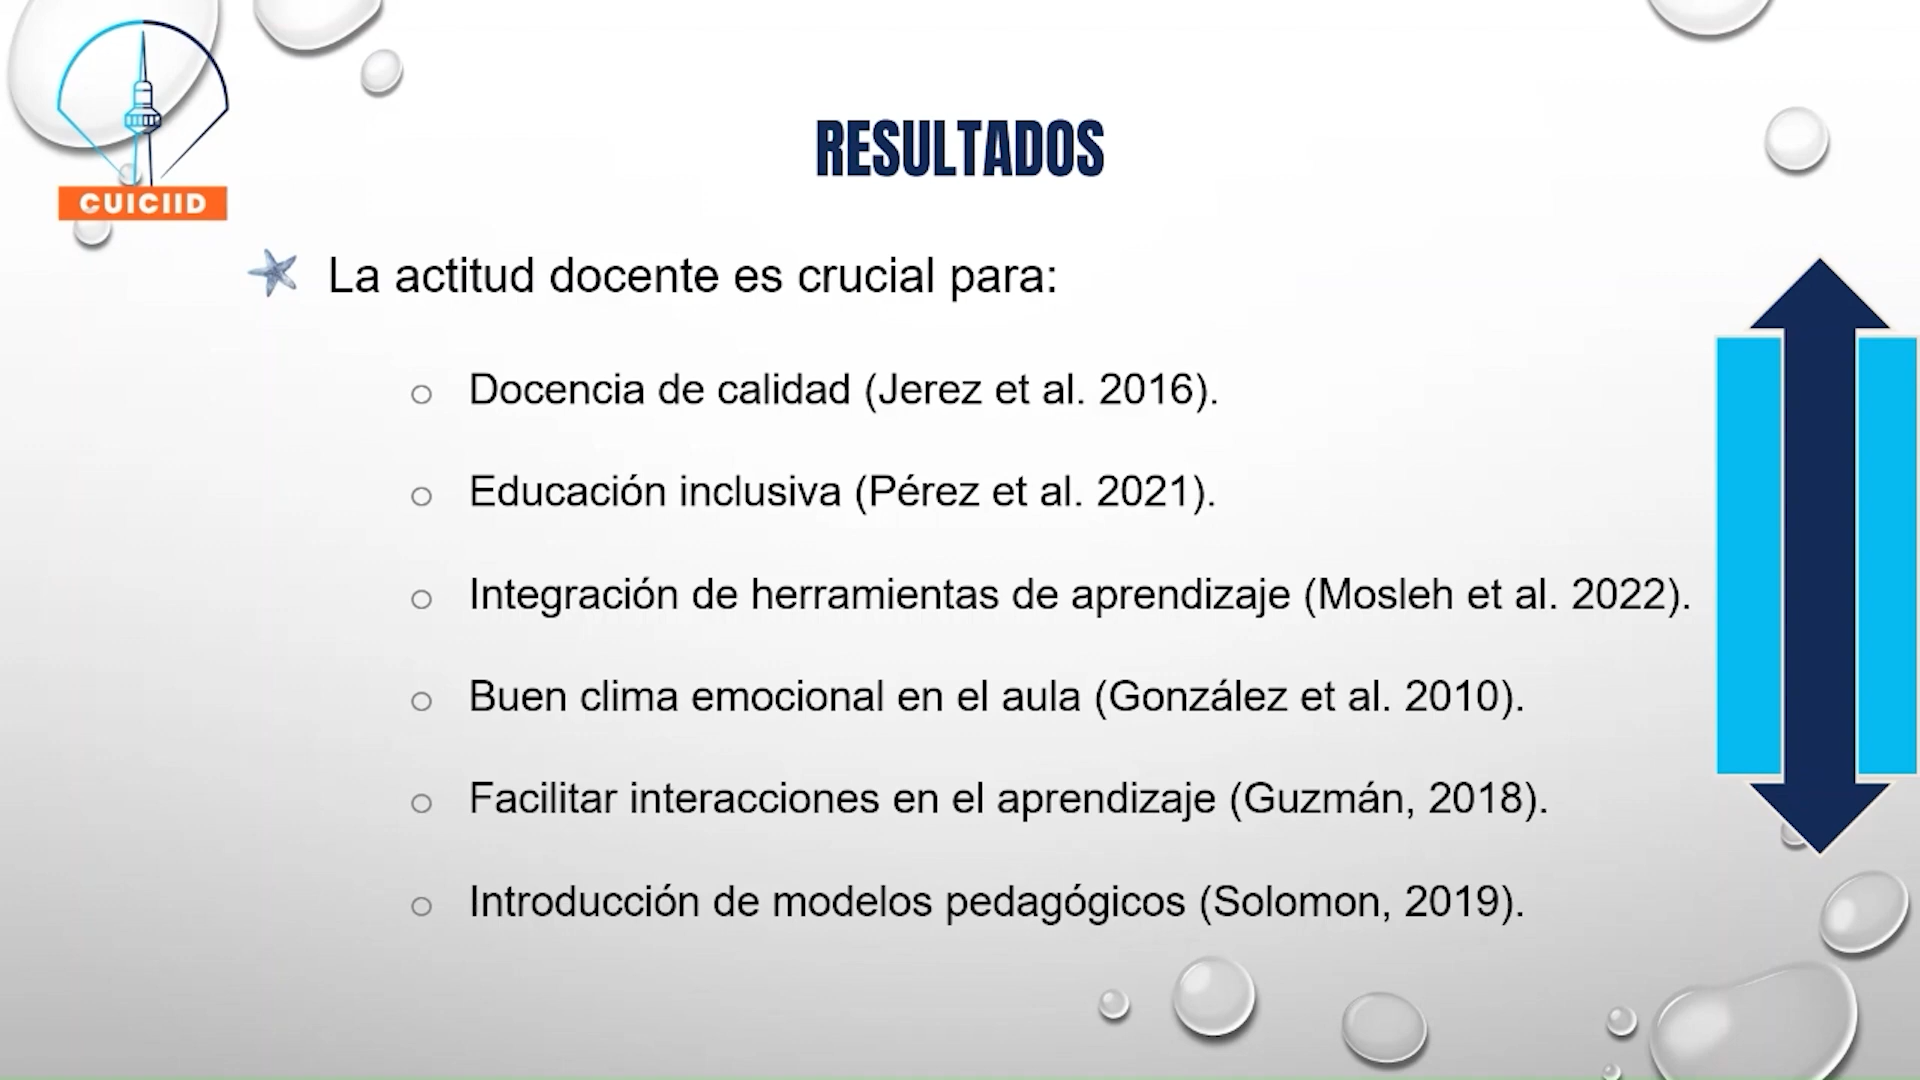 CUICIID
RESULTADOS
La actitud docente es crucial para:
Docencia de calidad (Jerez et al. 2016).
Educación inclusiva (Pérez et al. 2021).
Integración de herramientas de aprendizaje (Mosleh et al. 2022).
Buen clima emocional en el aula (González et al. 2010).
Facilitar interacciones en el aprendizaje (Guzmán, 2018).
Introducción de modelos pedagógicos (Solomon, 2019).